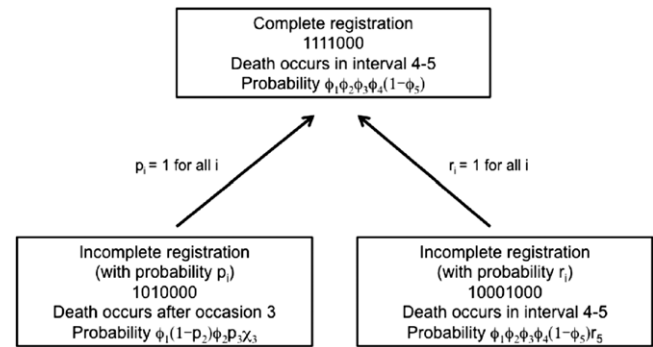 Complete registration
1111000
Death occurs in interval 4-5
Probability ϕ₁ϕ₂ϕ₃ϕ₄(1−ϕ₅)
pᵢ = 1 for all i
rᵢ = 1 for all i
Incomplete registration
(with probability pᵢ)
1010000
Death occurs after occasion 3
Probability ϕ₁(1−p₂)ϕ₂p₃χ₃
Incomplete registration
(with probability rᵢ)
10001000
Death occurs in interval 4-5
Probability ϕ₁ϕ₂ϕ₃ϕ₄(1−ϕ₅)r₅